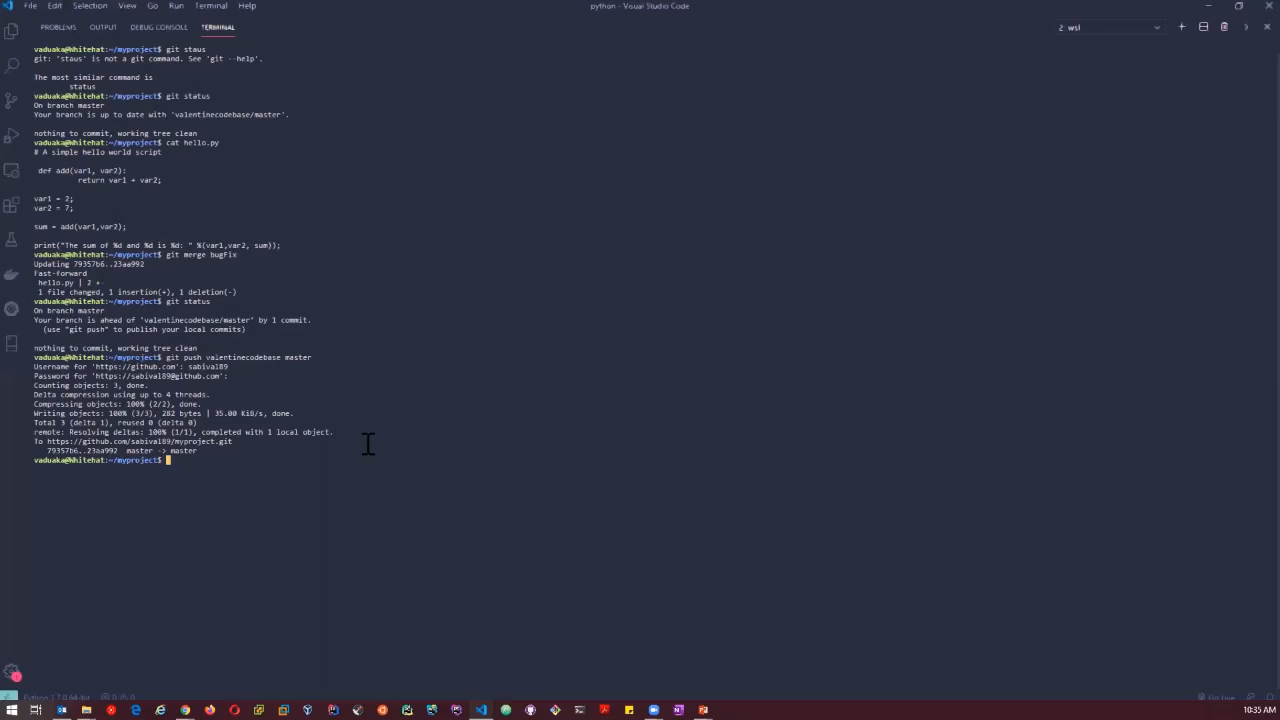 File Edit Selection View Go Run Terminal Help
python - Visual Studio Code
PROBLEMS OUTPUT DEBUG CONSOLE TERMINAL
2: wsl
vaduaka@Whitehat:~/myproject$ git staus
git: 'staus' is not a git command. See 'git --help'.
The most similar command is
status
vaduaka@Whitehat:~/myproject$ git status
On branch master
Your branch is up to date with 'valentinecodebase/master'.
nothing to commit, working tree clean
vaduaka@Whitehat:~/myproject$ cat hello.py
# A simple hello world script
def add(var1, var2):
return var1 + var2;
var1 = 2;
var2 = 7;
sum = add(var1,var2);
print("The sum of %d and %d is %d: " %(var1,var2, sum));
vaduaka@Whitehat:~/myproject$ git merge bugFix
Updating 79357b6..23aa992
Fast-forward
hello.py | 2 +-
1 file changed, 1 insertion(+), 1 deletion(-)
vaduaka@Whitehat:~/myproject$ git status
On branch master
Your branch is ahead of 'valentinecodebase/master' by 1 commit.
(use "git push" to publish your local commits)
nothing to commit, working tree clean
vaduaka@Whitehat:~/myproject$ git push valentinecodebase master
Username for 'https://github.com': sabival89
Password for 'https://sabival89@github.com':
Counting objects: 3, done.
Delta compression using up to 4 threads.
Compressing objects: 100% (2/2), done.
Writing objects: 100% (3/3), 282 bytes | 35.00 KiB/s, done.
Total 3 (delta 1), reused 0 (delta 0)
remote: Resolving deltas: 100% (1/1), completed with 1 local object.
To https://github.com/sabival89/myproject.git
79357b6..23aa992 master -> master
vaduaka@Whitehat:~/myproject$
Go Live
10:35 AM